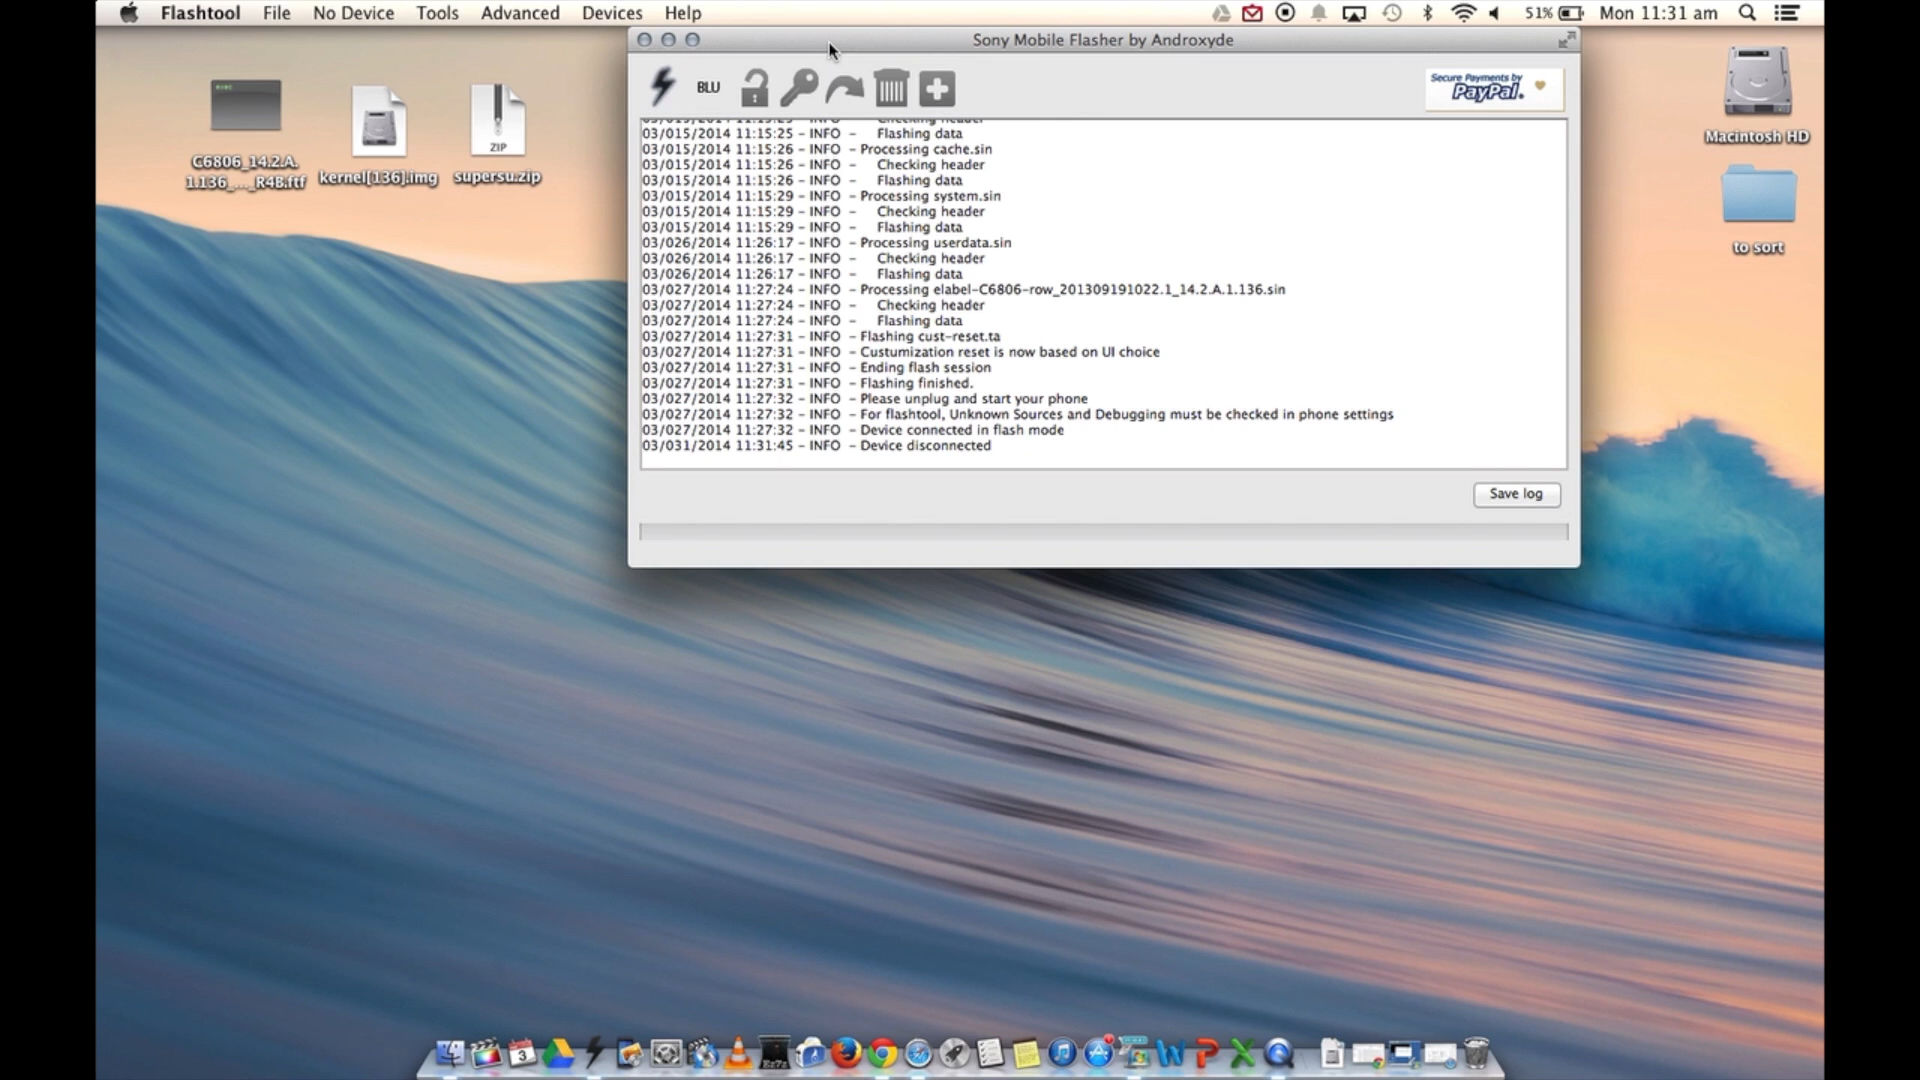 Flashtool File No Device Tools Advanced Devices Help 51% Mon 11:31 am
Sony Mobile Flasher by Androxyde
BLU
Secure Payments by
PayPal.
03/015/2014 11:15:25 - INFO - Checking header
03/015/2014 11:15:25 - INFO - Flashing data
03/015/2014 11:15:26 - INFO - Processing cache.sin
03/015/2014 11:15:26 - INFO - Checking header
03/015/2014 11:15:26 - INFO - Flashing data
03/015/2014 11:15:29 - INFO - Processing system.sin
03/015/2014 11:15:29 - INFO - Checking header
03/015/2014 11:15:29 - INFO - Flashing data
03/026/2014 11:26:17 - INFO - Processing userdata.sin
03/026/2014 11:26:17 - INFO - Checking header
03/026/2014 11:26:17 - INFO - Flashing data
03/027/2014 11:27:24 - INFO - Processing elabel-C6806-row_201309191022.1_14.2.A.1.136.sin
03/027/2014 11:27:24 - INFO - Checking header
03/027/2014 11:27:24 - INFO - Flashing data
03/027/2014 11:27:31 - INFO - Flashing cust-reset.ta
03/027/2014 11:27:31 - INFO - Custumization reset is now based on UI choice
03/027/2014 11:27:31 - INFO - Ending flash session
03/027/2014 11:27:31 - INFO - Flashing finished.
03/027/2014 11:27:32 - INFO - Please unplug and start your phone
03/027/2014 11:27:32 - INFO - For flashtool, Unknown Sources and Debugging must be checked in phone settings
03/027/2014 11:27:32 - INFO - Device connected in flash mode
03/031/2014 11:31:45 - INFO - Device disconnected
Save log
C6806_14.2.A.
1.136_..._R4B.ftf
kernel[136].img
ZIP
supersu.zip
Macintosh HD
to sort
3